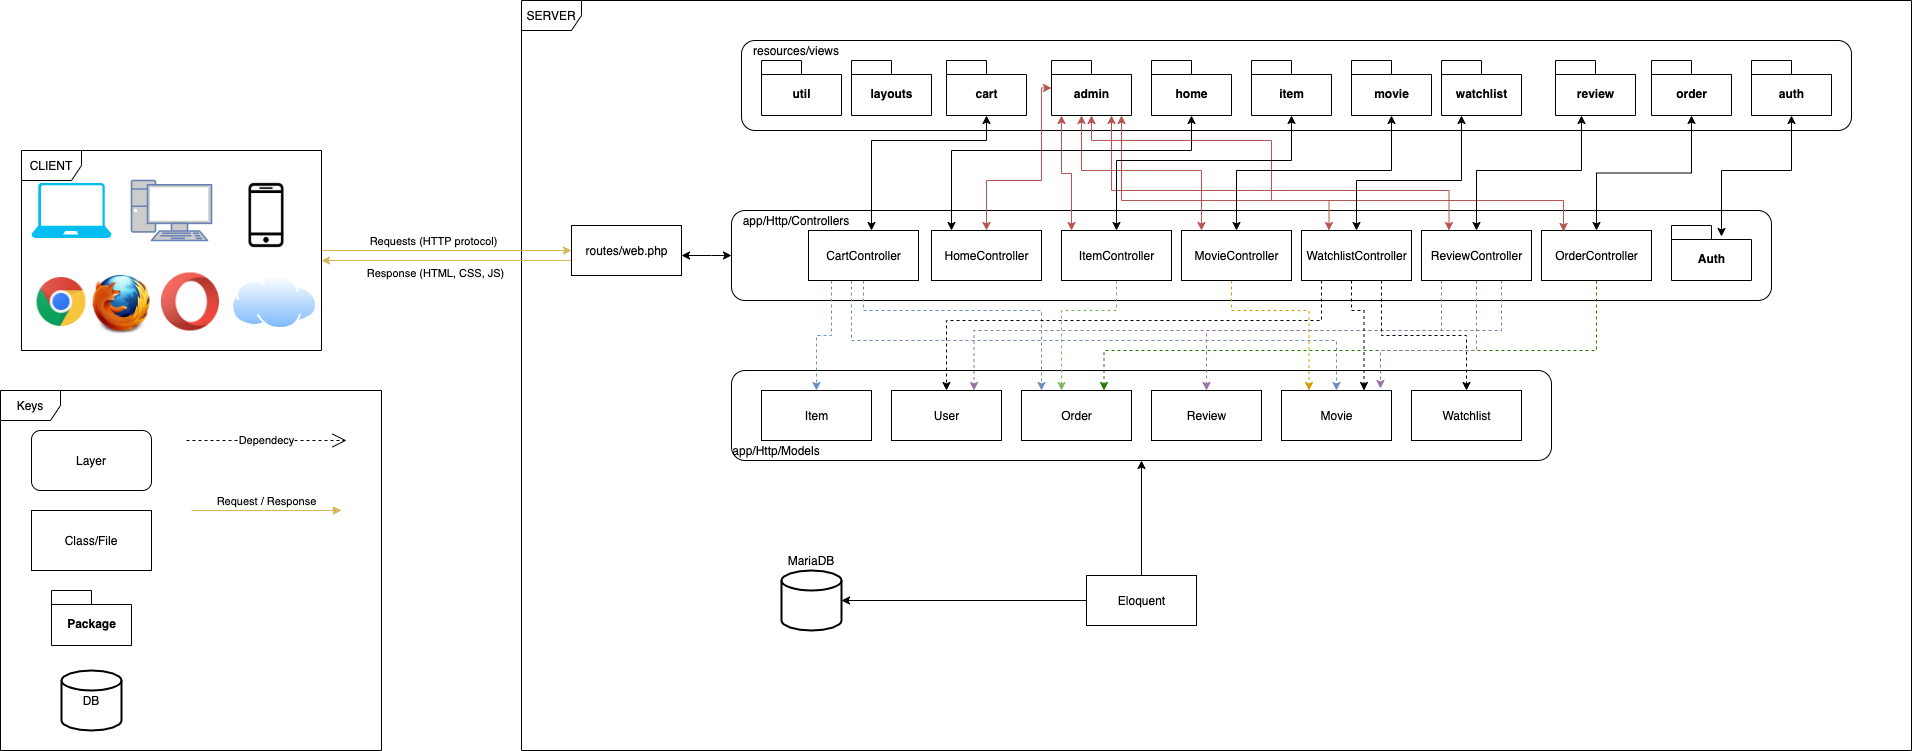 SERVER
resources/views
util
layouts
cart
admin
home
item
movie
watchlist
review
order
auth
CLIENT
Requests (HTTP protocol)
Response (HTML, CSS, JS)
routes/web.php
app/Http/Controllers
CartController
HomeController
ItemController
MovieController
WatchlistController
ReviewController
OrderController
Auth
Item
User
Order
Review
Movie
Watchlist
app/Http/Models
MariaDB
Eloquent
Keys
Layer
Dependecy
Request / Response
Class/File
Package
DB